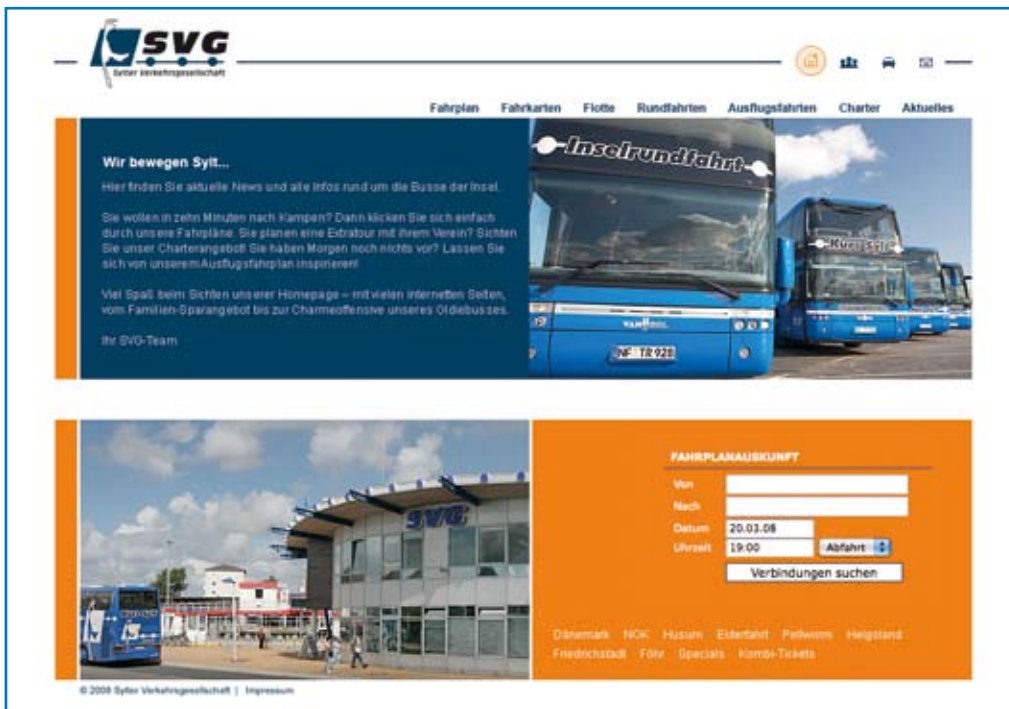 SVG
Sylter Verkehrsgesellschaft
Fahrplan Fahrkarten Flotte Rundfahrten Ausflugsfahrten Charter Aktuelles
Wir bewegen Sylt...
Hier finden Sie aktuelle News und alle Infos rund um die Busse der Insel.
Sie wollen in zehn Minuten nach Kampen? Dann klicken Sie sich einfach
durch unsere Fahrpläne. Sie planen eine Extratour mit ihrem Verein? Sichten
Sie unser Charterangebot! Sie haben Morgen noch nichts vor? Lassen Sie
sich von unserem Ausflugsfahrplan inspirieren!
Viel Spaß beim Sichten unserer Homepage – mit vielen internetten Seiten,
vom Familien-Sparangebot bis zur Charmeoffensive unseres Oldiebusses.
Ihr SVG-Team
Inselrundfahrt
Kurs Sylt
VANHOOL
NF TR 928
SVG
FAHRPLANAUSKUNFT
Von
Nach
Datum 20.03.08
Uhrzeit 19:00 Abfahrt
Verbindungen suchen
Dänemark NOK Husum Eiderfahrt Pellworm Helgoland
Friedrichstadt Föhr Specials Kombi-Tickets
© 2008 Sylter Verkehrsgesellschaft | Impressum